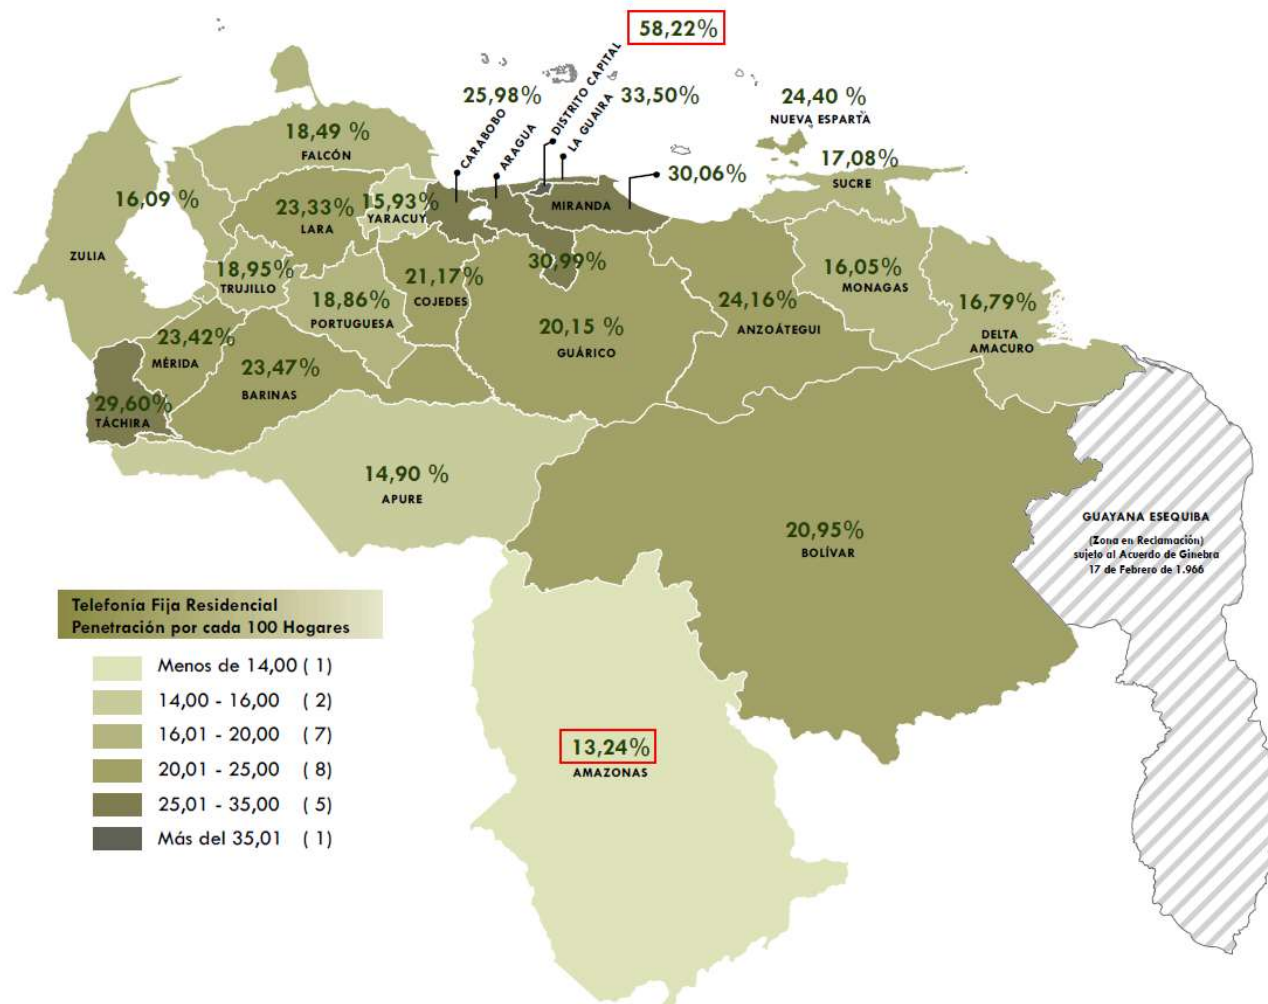 58,22%
DISTRITO CAPITAL
25,98%
CARABOBO
ARAGUA
33,50%
LA GUAIRA
24,40 %
NUEVA ESPARTA
18,49 %
FALCÓN
17,08%
SUCRE
30,06%
MIRANDA
16,09 %
ZULIA
23,33%
LARA
15,93%
YARACUY
30,99%
18,95%
TRUJILLO
18,86%
PORTUGUESA
21,17%
COJEDES
20,15 %
GUÁRICO
24,16%
ANZOÁTEGUI
16,05%
MONAGAS
16,79%
DELTA
AMACURO
23,42%
MÉRIDA
23,47%
BARINAS
29,60%
TÁCHIRA
14,90 %
APURE
20,95%
BOLÍVAR
GUAYANA ESEQUIBA
(Zona en Reclamación)
sujeto al Acuerdo de Ginebra
17 de Febrero de 1.966
13,24%
AMAZONAS
Telefonía Fija Residencial
Penetración por cada 100 Hogares
Menos de 14,00 ( 1)
14,00 - 16,00 ( 2)
16,01 - 20,00 ( 7)
20,01 - 25,00 ( 8)
25,01 - 35,00 ( 5)
Más del 35,01 ( 1)